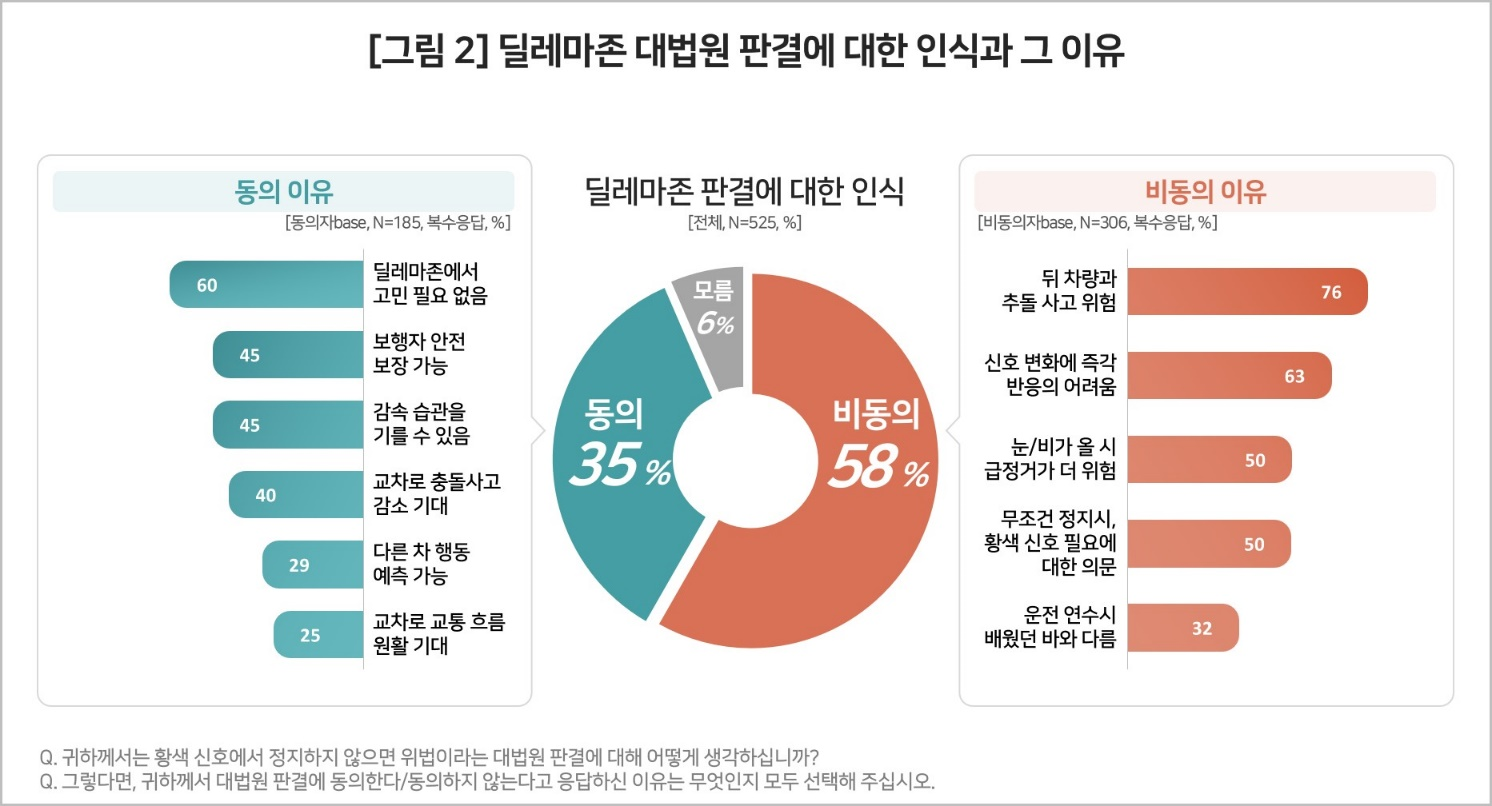 [그림 2] 딜레마존 대법원 판결에 대한 인식과 그 이유
동의 이유
[동의자base, N=185, 복수응답, %]
60
딜레마존에서
고민 필요 없음
45
보행자 안전
보장 가능
45
감속 습관을
기를 수 있음
40
교차로 충돌사고
감소 기대
29
다른 차 행동
예측 가능
25
교차로 교통 흐름
원활 기대
딜레마존 판결에 대한 인식
[전체, N=525, %]
모름
6%
동의
35 %
비동의
58 %
비동의 이유
[비동의자base, N=306, 복수응답, %]
뒤 차량과
추돌 사고 위험
76
신호 변화에 즉각
반응의 어려움
63
눈/비가 올 시
급정거가 더 위험
50
무조건 정지시,
황색 신호 필요에
대한 의문
50
운전 연수시
배웠던 바와 다름
32
Q. 귀하께서는 황색 신호에서 정지하지 않으면 위법이라는 대법원 판결에 대해 어떻게 생각하십니까?
Q. 그렇다면, 귀하께서 대법원 판결에 동의한다/동의하지 않는다고 응답하신 이유는 무엇인지 모두 선택해 주십시오.